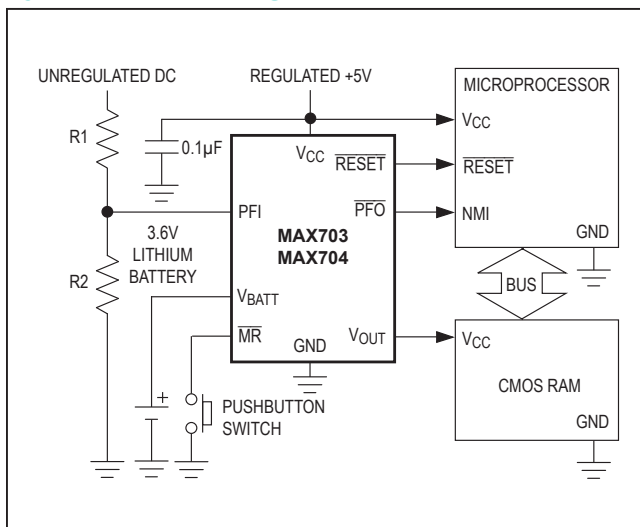 UNREGULATED DC
REGULATED +5V
MICROPROCESSOR
R1
0.1µF
VCC
RESET
VCC
RESET
PFI
PFO
NMI
3.6V
LITHIUM
BATTERY
MAX703
MAX704
GND
R2
BUS
VBATT
MR
GND
VOUT
VCC
CMOS RAM
PUSHBUTTON
SWITCH
GND
+